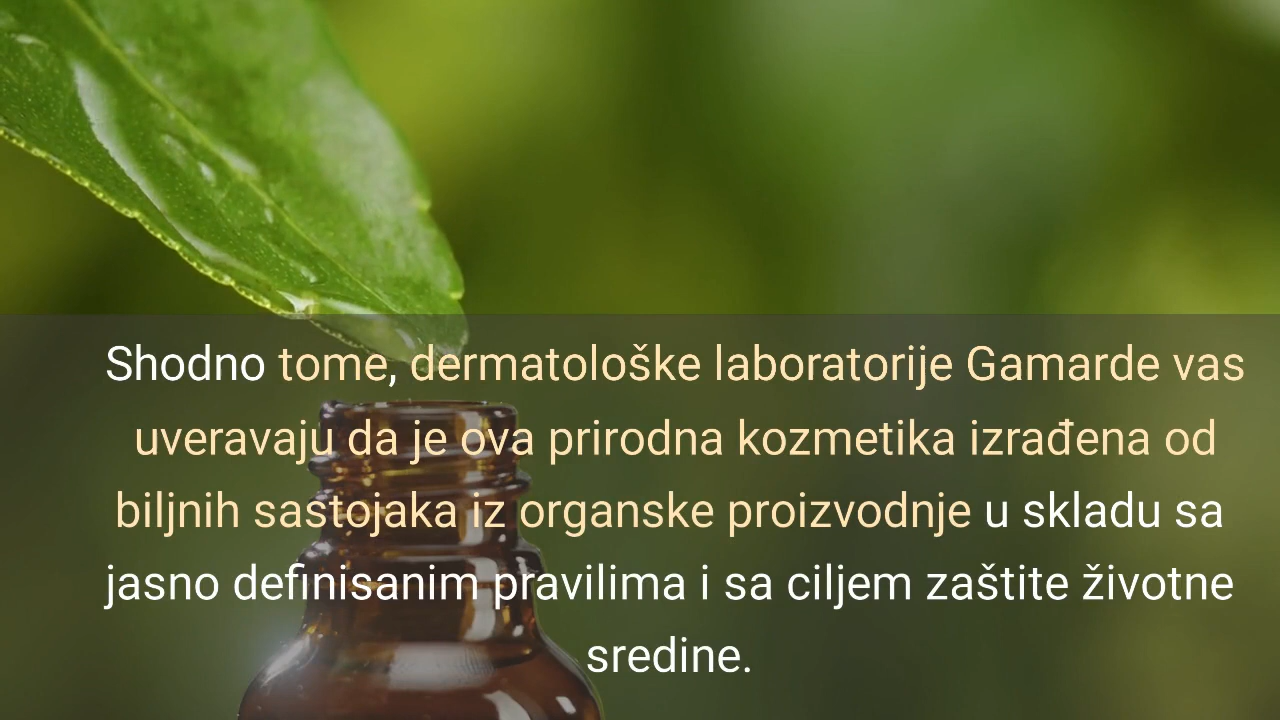 Shodno tome, dermatološke laboratorije Gamarde vas
uveravaju da je ova prirodna kozmetika izrađena od
biljnih sastojaka iz organske proizvodnje u skladu sa
jasno definisanim pravilima i sa ciljem zaštite životne
sredine.